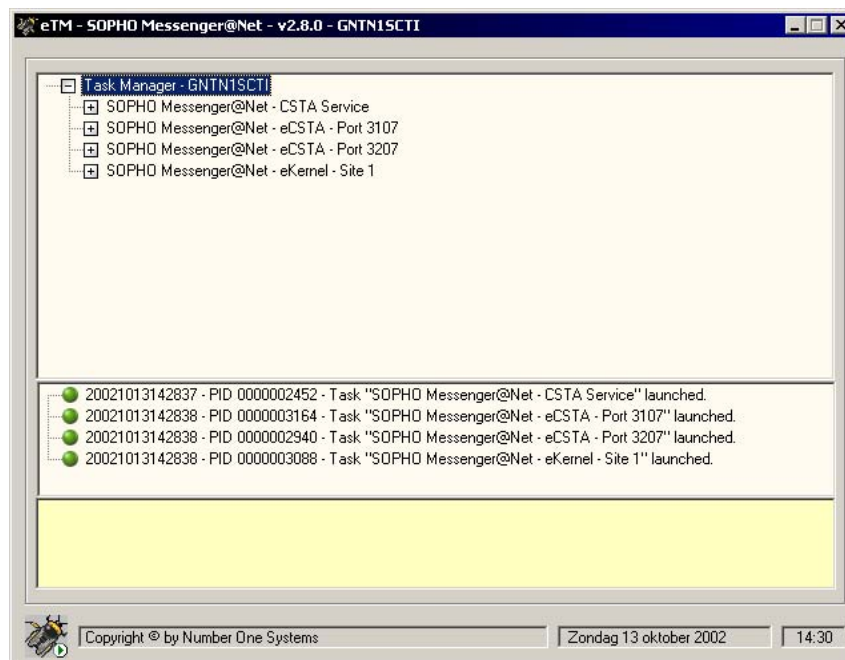 eTM - SOPHO Messenger@Net - v2.8.0 - GNTN1SCTI
Task Manager - GNTN1SCTI
SOPHO Messenger@Net - CSTA Service
SOPHO Messenger@Net - eCSTA - Port 3107
SOPHO Messenger@Net - eCSTA - Port 3207
SOPHO Messenger@Net - eKernel - Site 1
20021013142837 - PID 0000002452 - Task "SOPHO Messenger@Net - CSTA Service" launched.
20021013142838 - PID 0000003164 - Task "SOPHO Messenger@Net - eCSTA - Port 3107" launched.
20021013142838 - PID 0000002940 - Task "SOPHO Messenger@Net - eCSTA - Port 3207" launched.
20021013142838 - PID 0000003088 - Task "SOPHO Messenger@Net - eKernel - Site 1" launched.
Copyright © by Number One Systems
Zondag 13 oktober 2002
14:30